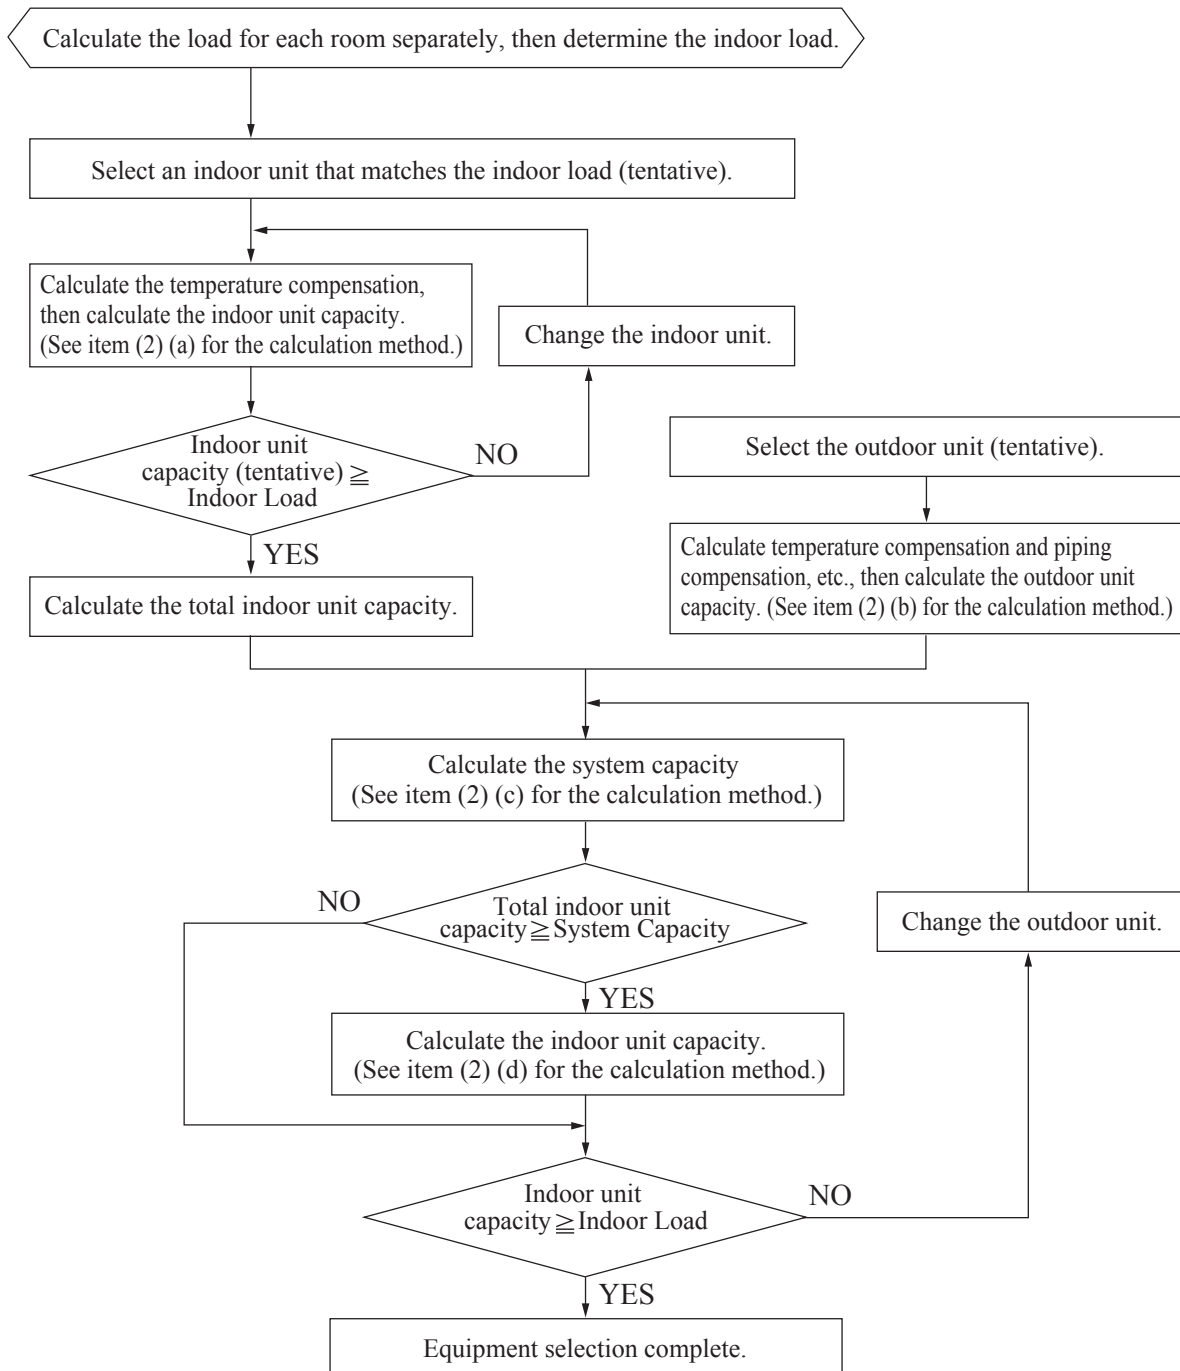 Calculate the load for each room separately, then determine the indoor load.
Select an indoor unit that matches the indoor load (tentative).
Calculate the temperature compensation,
then calculate the indoor unit capacity.
(See item (2) (a) for the calculation method.)
Change the indoor unit.
Indoor unit
capacity (tentative) ≧
Indoor Load
NO
YES
Calculate the total indoor unit capacity.
Select the outdoor unit (tentative).
Calculate temperature compensation and piping
compensation, etc., then calculate the outdoor unit
capacity. (See item (2) (b) for the calculation method.)
Calculate the system capacity
(See item (2) (c) for the calculation method.)
NO
Total indoor unit
capacity≧System Capacity
Change the outdoor unit.
YES
Calculate the indoor unit capacity.
(See item (2) (d) for the calculation method.)
Indoor unit
capacity≧Indoor Load
NO
YES
Equipment selection complete.